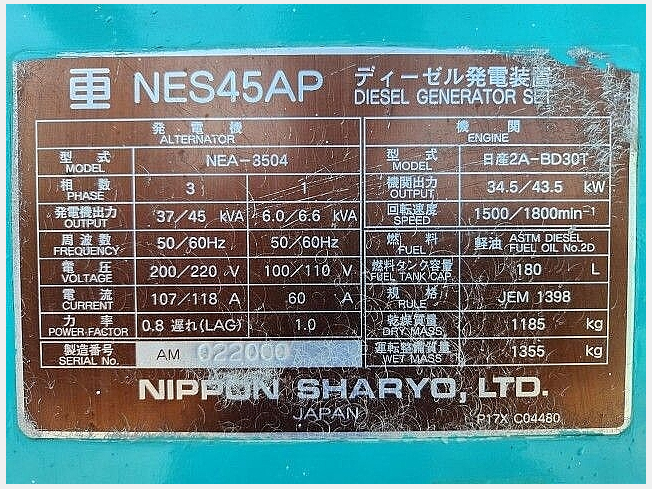 NES45AP ディーゼル発電装置
DIESEL GENERATOR SET
発電機
ALTERNATOR
型式 MODEL NEA-3504
相数 PHASE 3 1
発電機出力 OUTPUT 37/45 kVA 6.0/6.6 kVA
周波数 FREQUENCY 50/60Hz 50/60Hz
電圧 VOLTAGE 200/220 V 100/110 V
電流 CURRENT 107/118 A 60 A
力率 POWER-FACTOR 0.8 遅れ(LAG) 1.0
製造番号 SERIAL No. AM 022000
機関
ENGINE
型式 MODEL 日産2A-BD30T
機関出力 OUTPUT 34.5/43.5 kW
回転速度 SPEED 1500/1800min⁻¹
燃料 FUEL 軽油 ASTM DIESEL FUEL OIL No.2D
燃料タンク容量 FUEL TANK CAP. 180 L
規格 RULE JEM 1398
乾燥質量 DRY MASS 1185 kg
運転整備質量 WET MASS 1355 kg
NIPPON SHARYO, LTD.
JAPAN
P17X C04480